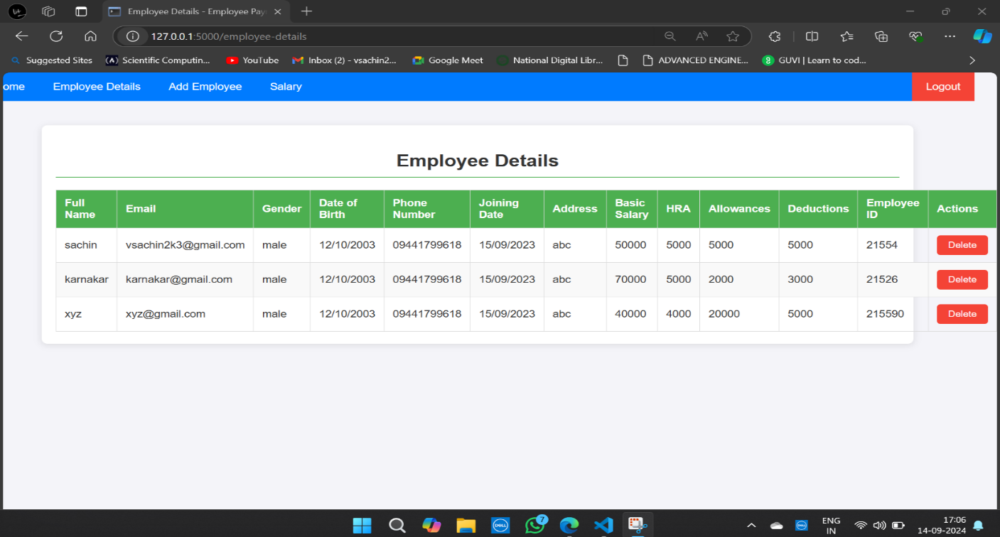 Employee Details - Employee Pay
127.0.0.1:5000/employee-details
Suggested Sites Scientific Computin... YouTube Inbox (2) - vsachin2... Google Meet National Digital Libr... ADVANCED ENGINE... GUVI | Learn to cod...
ome Employee Details Add Employee Salary Logout
Employee Details
Full Name Email Gender Date of Birth Phone Number Joining Date Address Basic Salary HRA Allowances Deductions Employee ID Actions
sachin vsachin2k3@gmail.com male 12/10/2003 09441799618 15/09/2023 abc 50000 5000 5000 5000 21554 Delete
karnakar karnakar@gmail.com male 12/10/2003 09441799618 15/09/2023 abc 70000 5000 2000 3000 21526 Delete
xyz xyz@gmail.com male 12/10/2003 09441799618 15/09/2023 abc 40000 4000 20000 5000 215590 Delete
DELL 7 DELL ENG 17:06
IN 14-09-2024